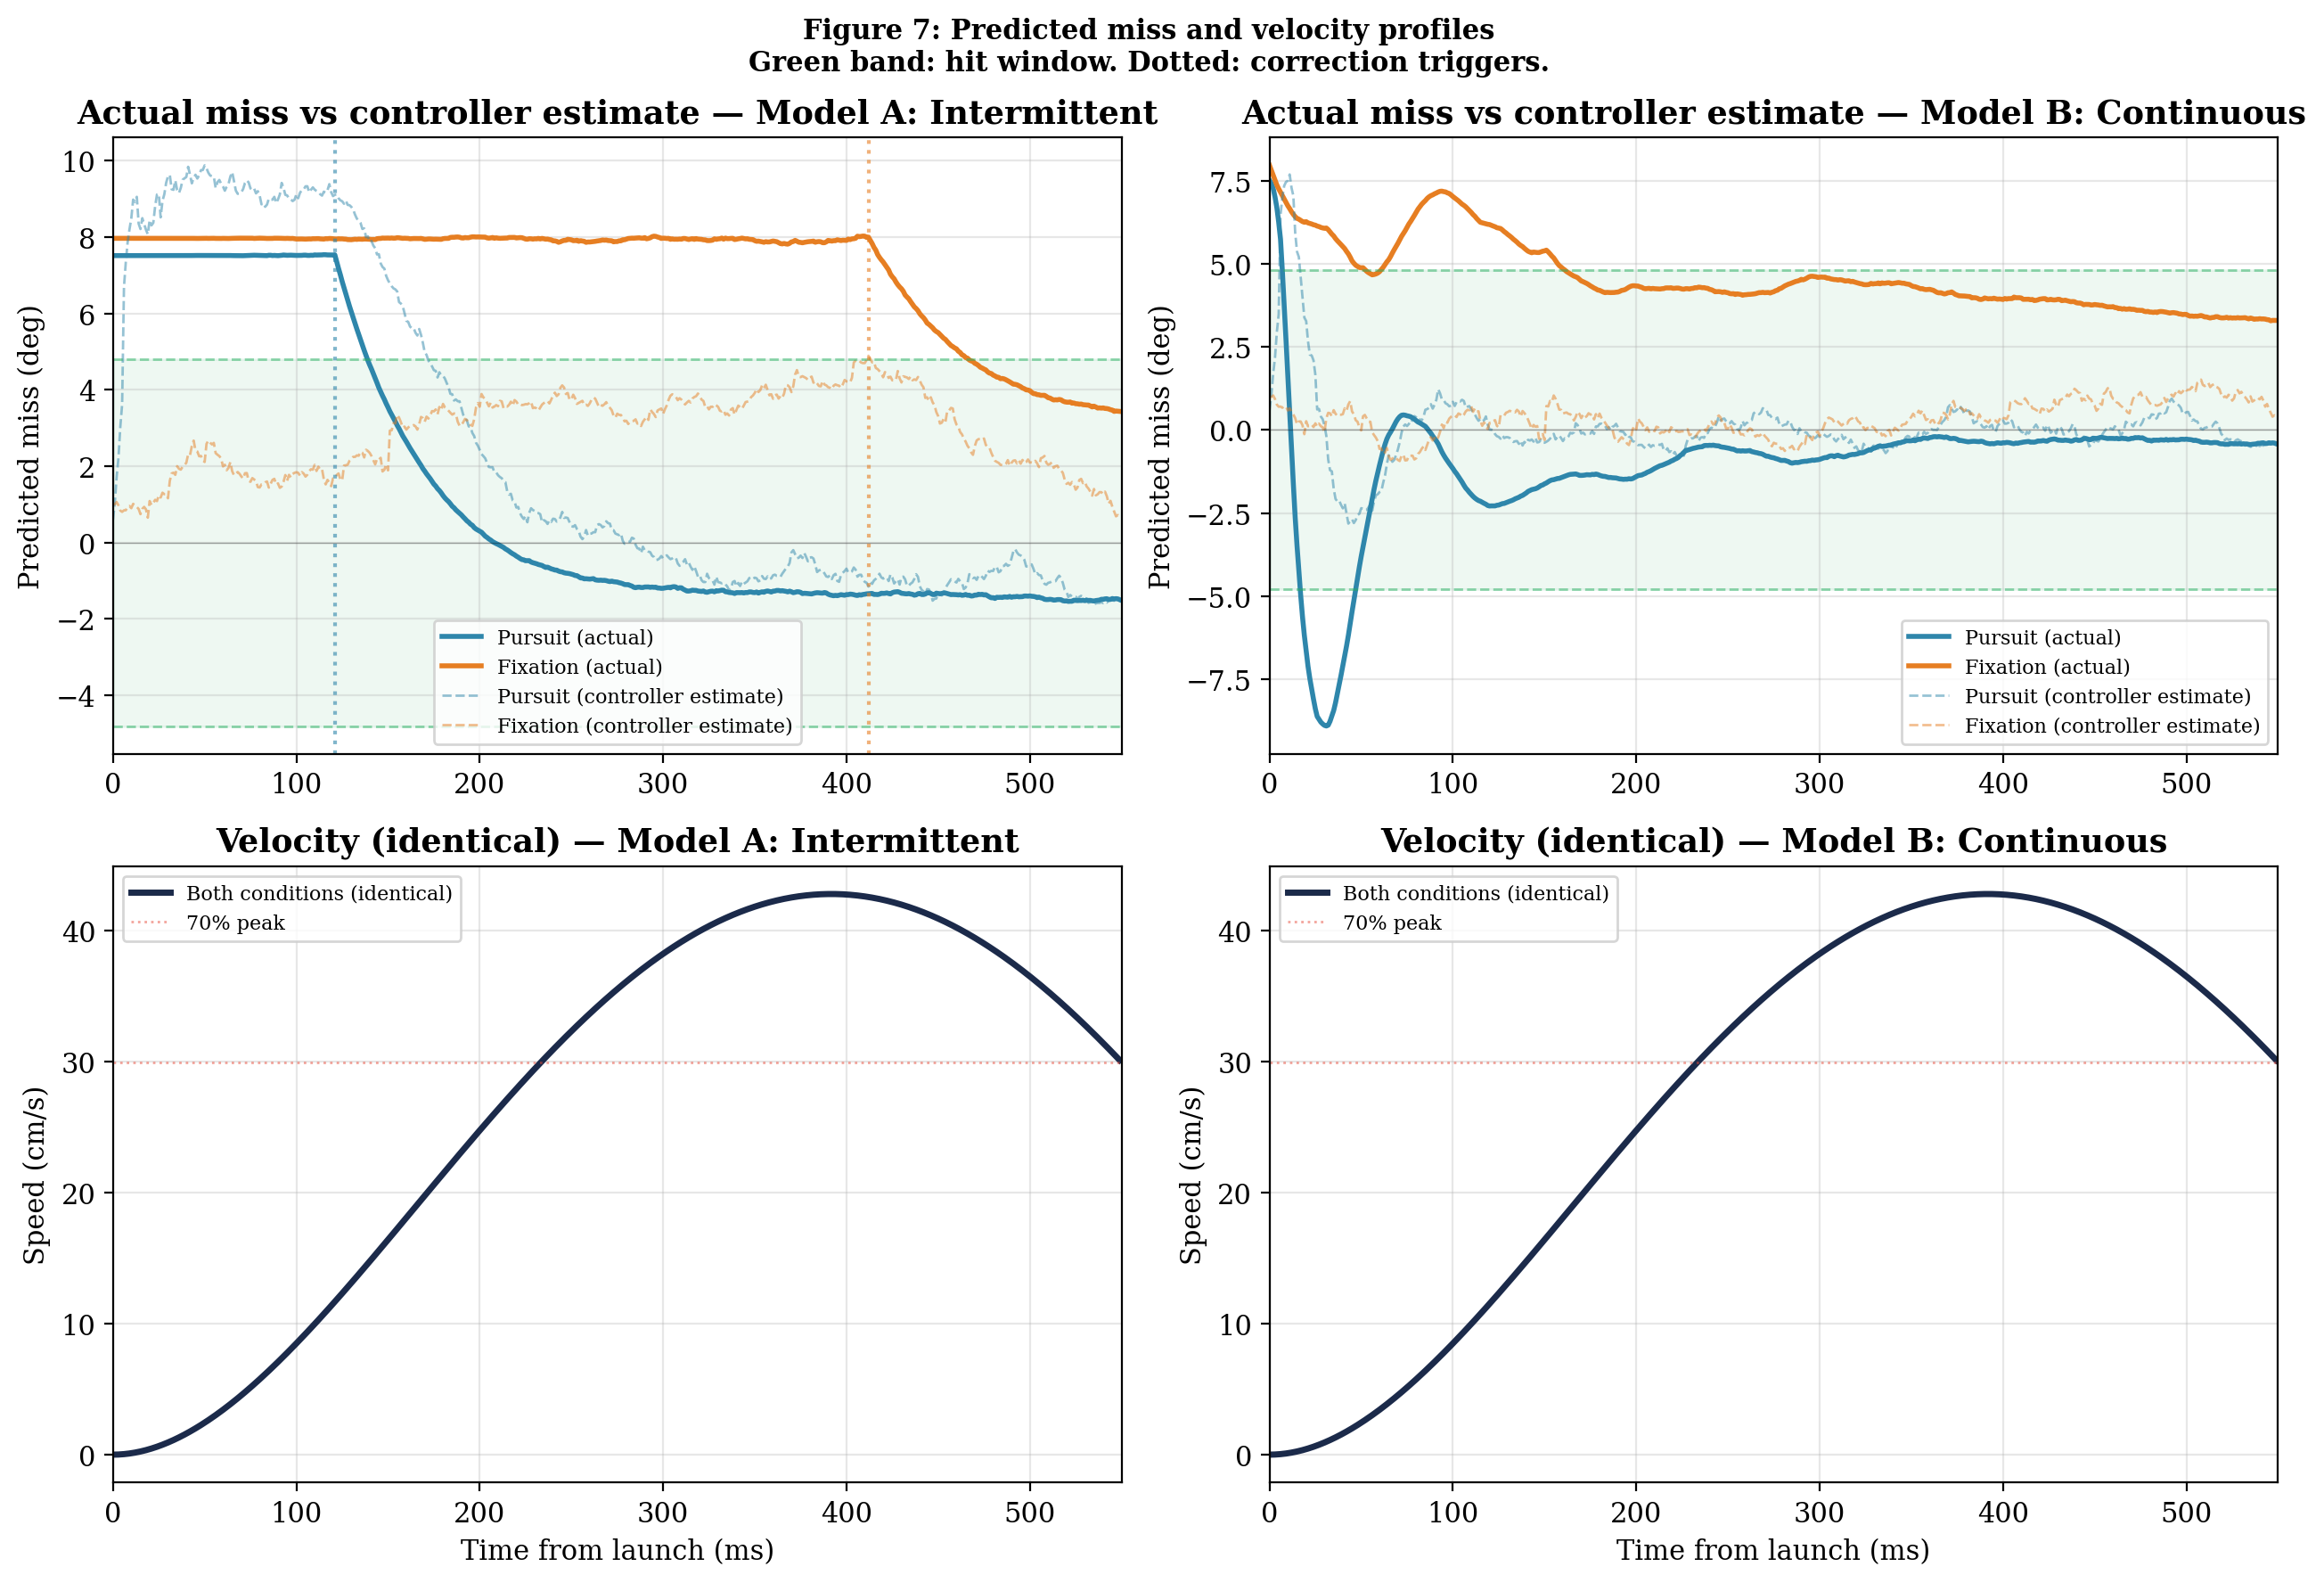 Figure 7: Predicted miss and velocity profiles
Green band: hit window. Dotted: correction triggers.
Actual miss vs controller estimate — Model A: Intermittent
Predicted miss (deg)
10
8
6
4
2
0
−2
−4
Pursuit (actual)
Fixation (actual)
Pursuit (controller estimate)
Fixation (controller estimate)
0 100 200 300 400 500
Actual miss vs controller estimate — Model B: Continuous
Predicted miss (deg)
7.5
5.0
2.5
0.0
−2.5
−5.0
−7.5
Pursuit (actual)
Fixation (actual)
Pursuit (controller estimate)
Fixation (controller estimate)
0 100 200 300 400 500
Velocity (identical) — Model A: Intermittent
Both conditions (identical)
70% peak
Speed (cm/s)
40
30
20
10
0
0 100 200 300 400 500
Time from launch (ms)
Velocity (identical) — Model B: Continuous
Both conditions (identical)
70% peak
Speed (cm/s)
40
30
20
10
0
0 100 200 300 400 500
Time from launch (ms)